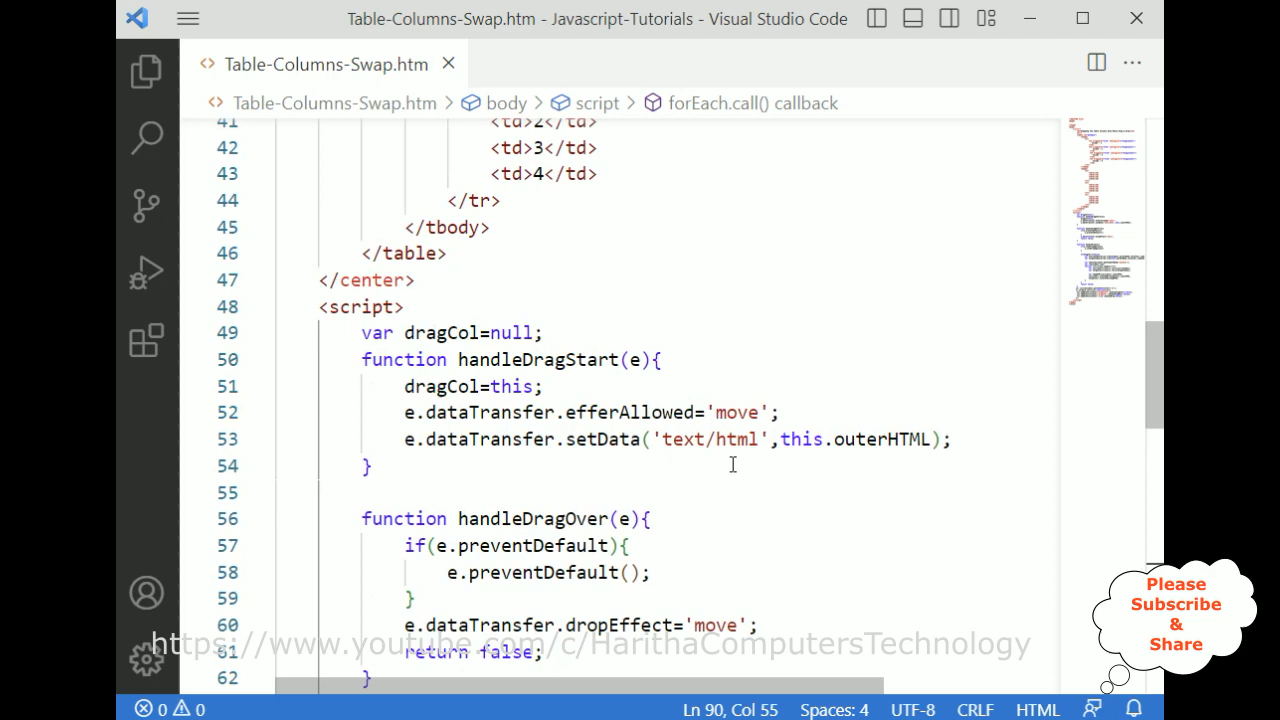 Table-Columns-Swap.htm - Javascript-Tutorials - Visual Studio Code
Table-Columns-Swap.htm
Table-Columns-Swap.htm > body > script > forEach.call() callback
41 <td>2</td>
42 <td>3</td>
43 <td>4</td>
44 </tr>
45 </tbody>
46 </table>
47 </center>
48 <script>
49 var dragCol=null;
50 function handleDragStart(e){
51 dragCol=this;
52 e.dataTransfer.efferAllowed='move';
53 e.dataTransfer.setData('text/html',this.outerHTML);
54 }
55
56 function handleDragOver(e){
57 if(e.preventDefault){
58 e.preventDefault();
59 }
60 e.dataTransfer.dropEffect='move';
61 return false;
62 }
https://www.youtube.com/c/HarithaComputersTechnology
Please
Subscribe
&
Share
0 0 Ln 90, Col 55 Spaces: 4 UTF-8 CRLF HTML